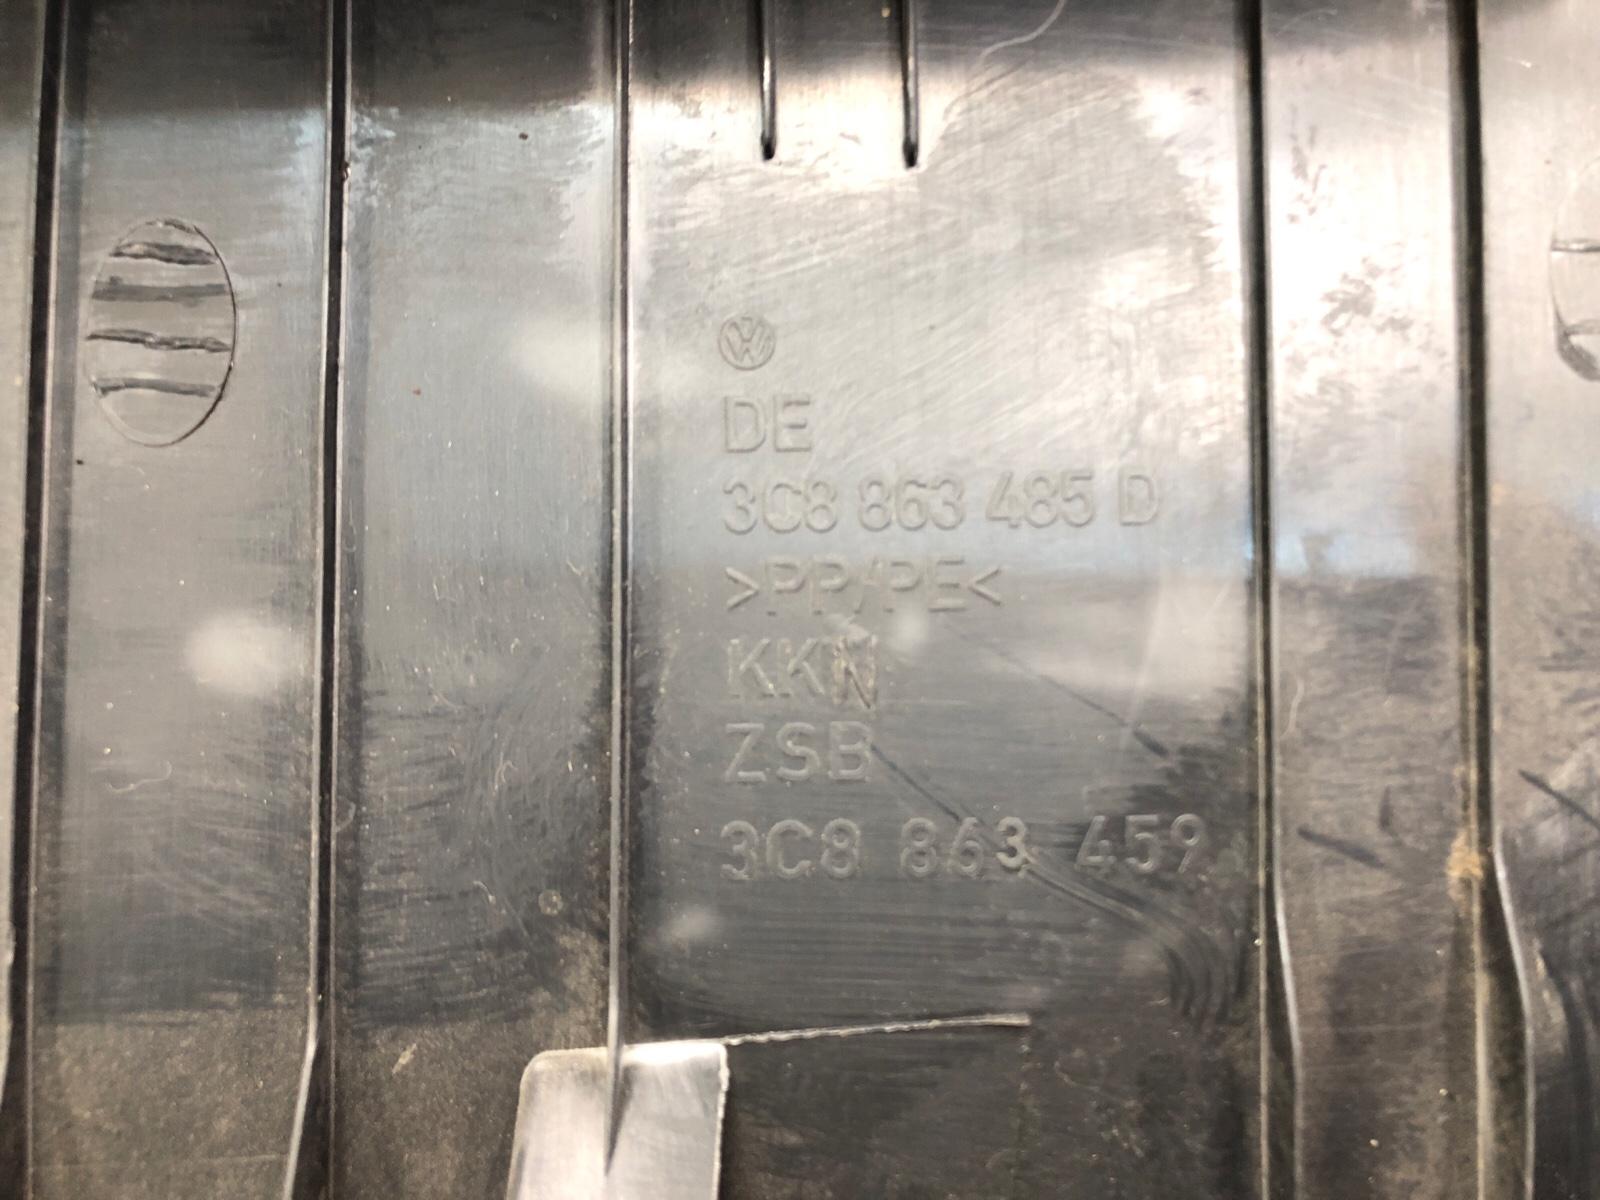 DE
3C8 863 485 D
>PP/PE<
KKN
ZSB
3C8 863 459